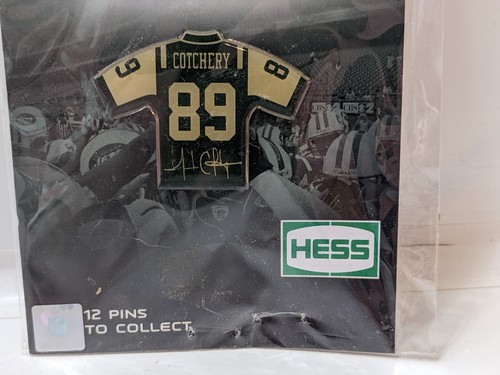 COTCHERY
9 8
89
HESS
12 PINS
TO COLLECT